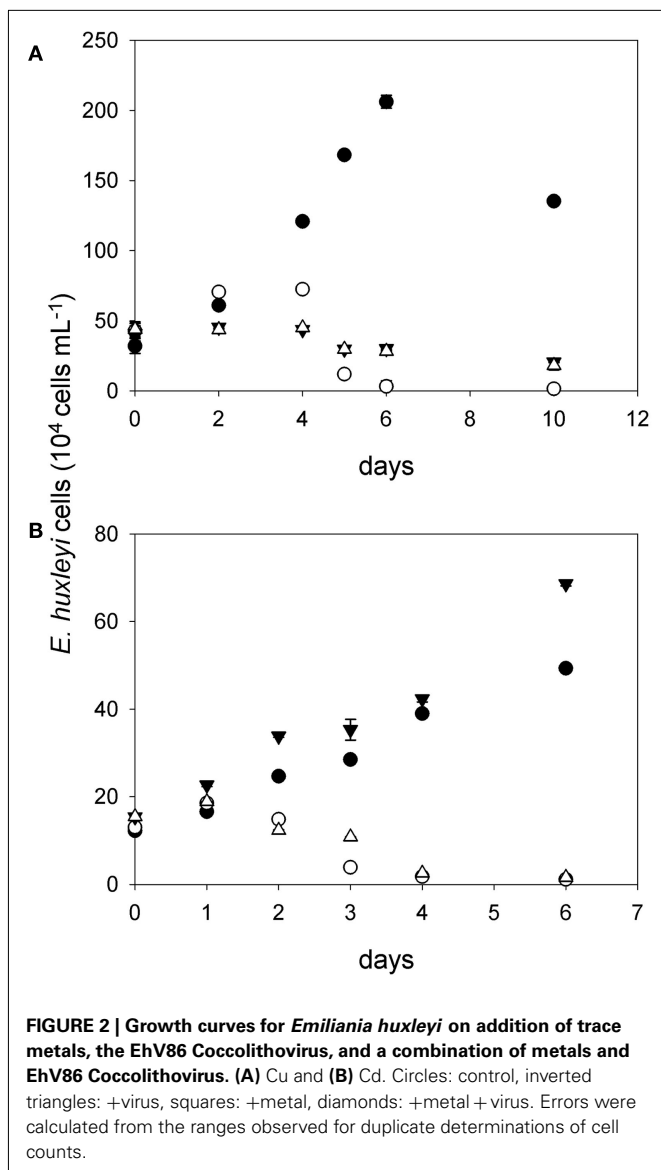 A
250
200
150
100
50
0
0 2 4 6 8 10 12
days
E. huxleyi cells (10⁴ cells mL⁻¹)
B
80
60
40
20
0
0 1 2 3 4 5 6 7
days
FIGURE 2 | Growth curves for Emiliania huxleyi on addition of trace
metals, the EhV86 Coccolithovirus, and a combination of metals and
EhV86 Coccolithovirus. (A) Cu and (B) Cd. Circles: control, inverted
triangles: +virus, squares: +metal, diamonds: +metal + virus. Errors were
calculated from the ranges observed for duplicate determinations of cell
counts.